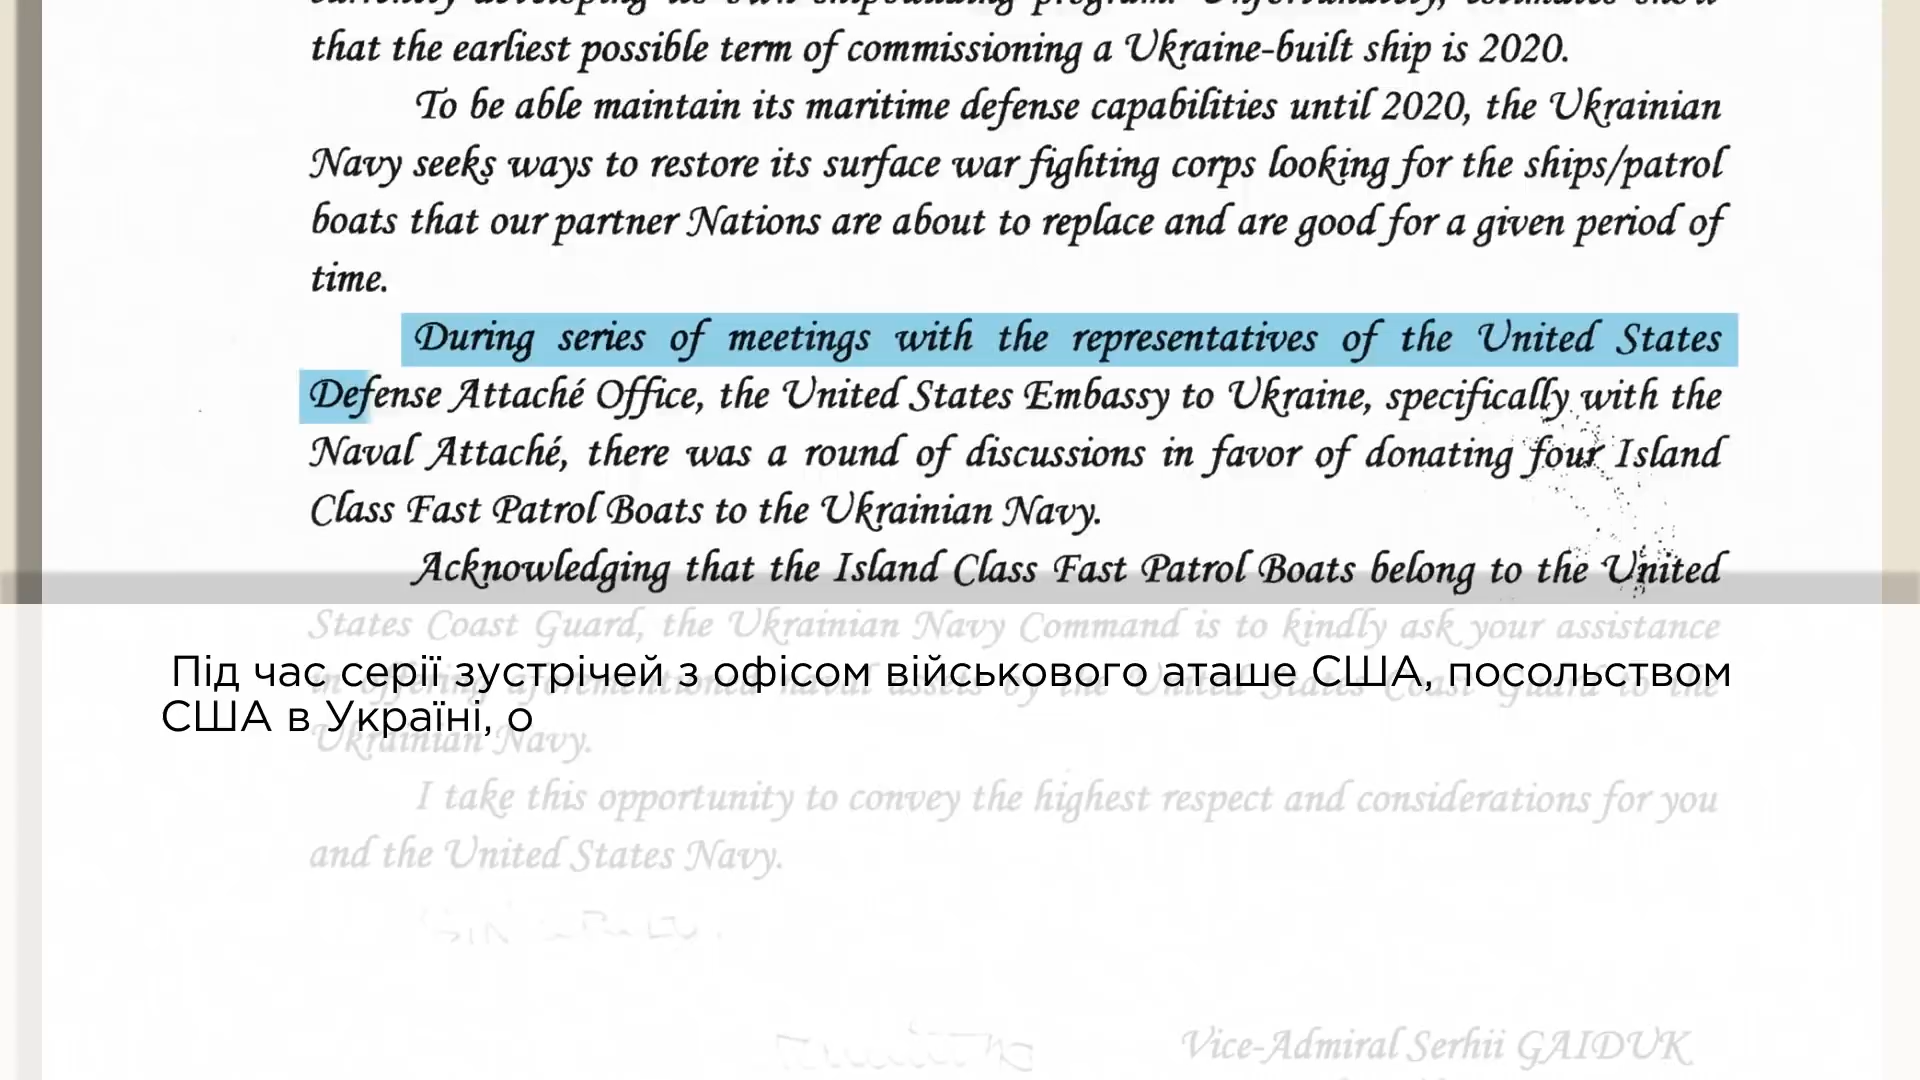 that the earliest possible term of commissioning a Ukraine-built ship is 2020.
To be able maintain its maritime defense capabilities until 2020, the Ukrainian
Navy seeks ways to restore its surface war fighting corps looking for the ships/patrol
boats that our partner Nations are about to replace and are good for a given period of
time.
During series of meetings with the representatives of the United States
Defense Attaché Office, the United States Embassy to Ukraine, specifically with the
Naval Attaché, there was a round of discussions in favor of donating four Island
Class Fast Patrol Boats to the Ukrainian Navy.
Acknowledging that the Island Class Fast Patrol Boats belong to the United
States Coast Guard, the Ukrainian Navy Command is to kindly ask your assistance
in offering aforementioned naval assets by the United States Coast Guard to the
Під час серії зустрічей з офісом військового аташе США, посольством
США в Україні, о
Ukrainian Navy.
I take this opportunity to convey the highest respect and considerations for you
and the United States Navy.
Vice-Admiral Serhii GAIDUK